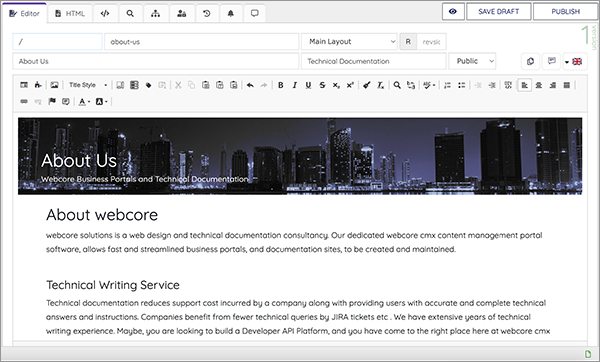 Editor HTML
SAVE DRAFT PUBLISH
/ about-us Main Layout R revsic
version 1
About Us Technical Documentation Public
Title Style
B I U S x₂ x²
About Us
Webcore Business Portals and Technical Documentation
About webcore
webcore solutions is a web design and technical documentation consultancy. Our dedicated webcore cmx content management portal
software, allows fast and streamlined business portals, and documentation sites, to be created and maintained.
Technical Writing Service
Technical documentation reduces support cost incurred by a company along with providing users with accurate and complete technical
answers and instructions. Companies benefit from fewer technical queries by JIRA tickets etc . We have extensive years of technical
writing experience. Maybe, you are looking to build a Developer API Platform, and you have come to the right place here at webcore cmx